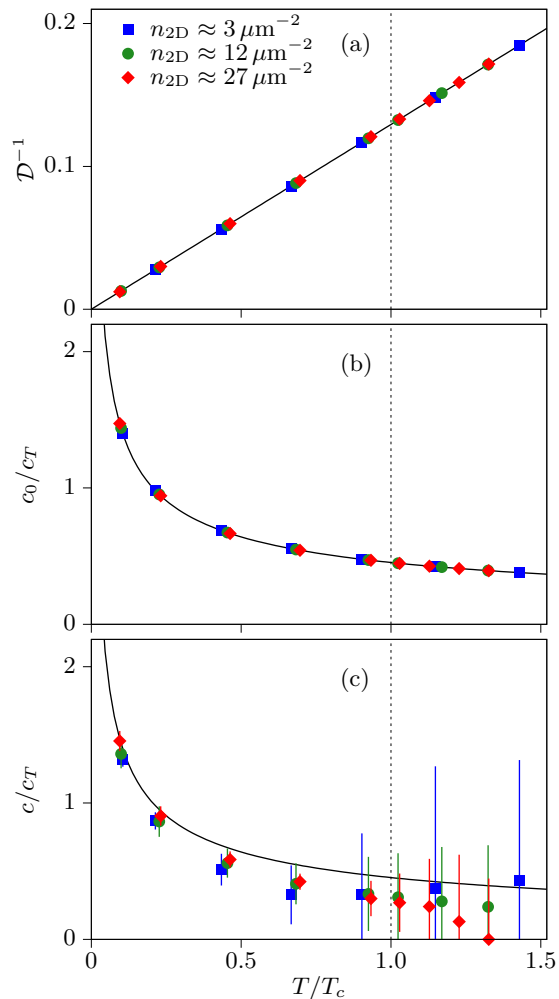 0.2
n2D ≈ 3 μm−2
(a)
n2D ≈ 12 μm−2
n2D ≈ 27 μm−2
𝒟−1
0.1
0
2
(b)
c0/cT
1
0
2
(c)
c/cT
1
0
0 0.5 1.0 1.5
T/Tc